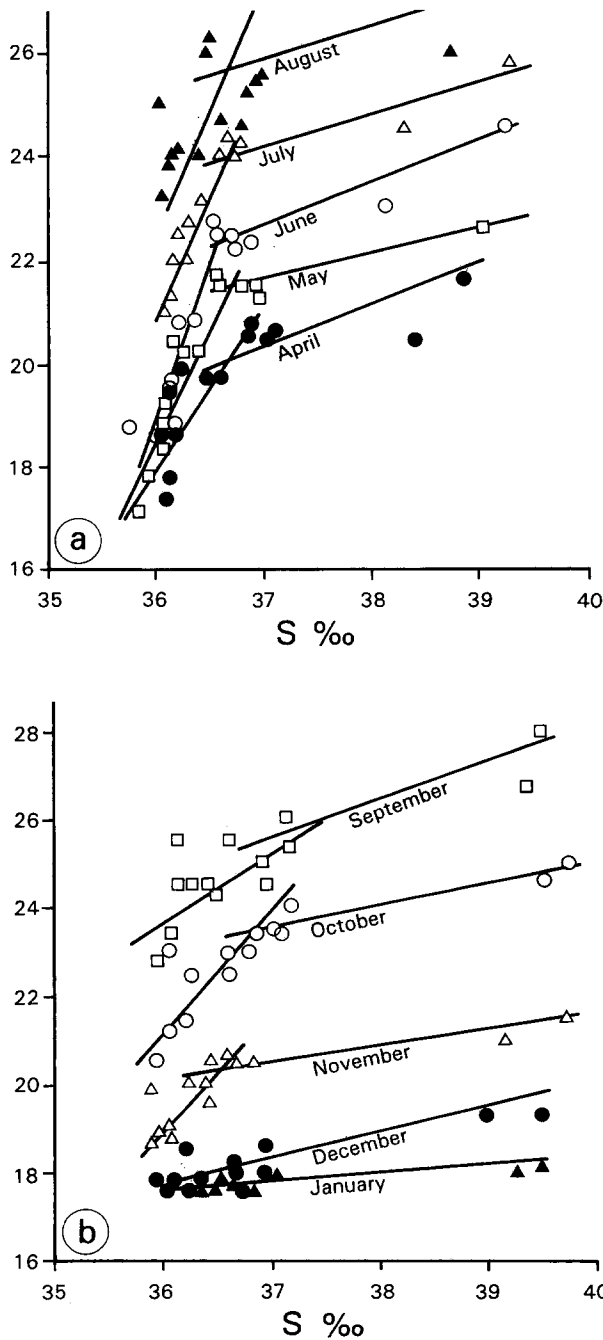 26
August
24
July
June
22
May
20
April
18
16
a
35 36 37 38 39 40
S ‰
28
September
26
24
October
22
November
20
December
18
January
16
b
35 36 37 38 39 40
S ‰